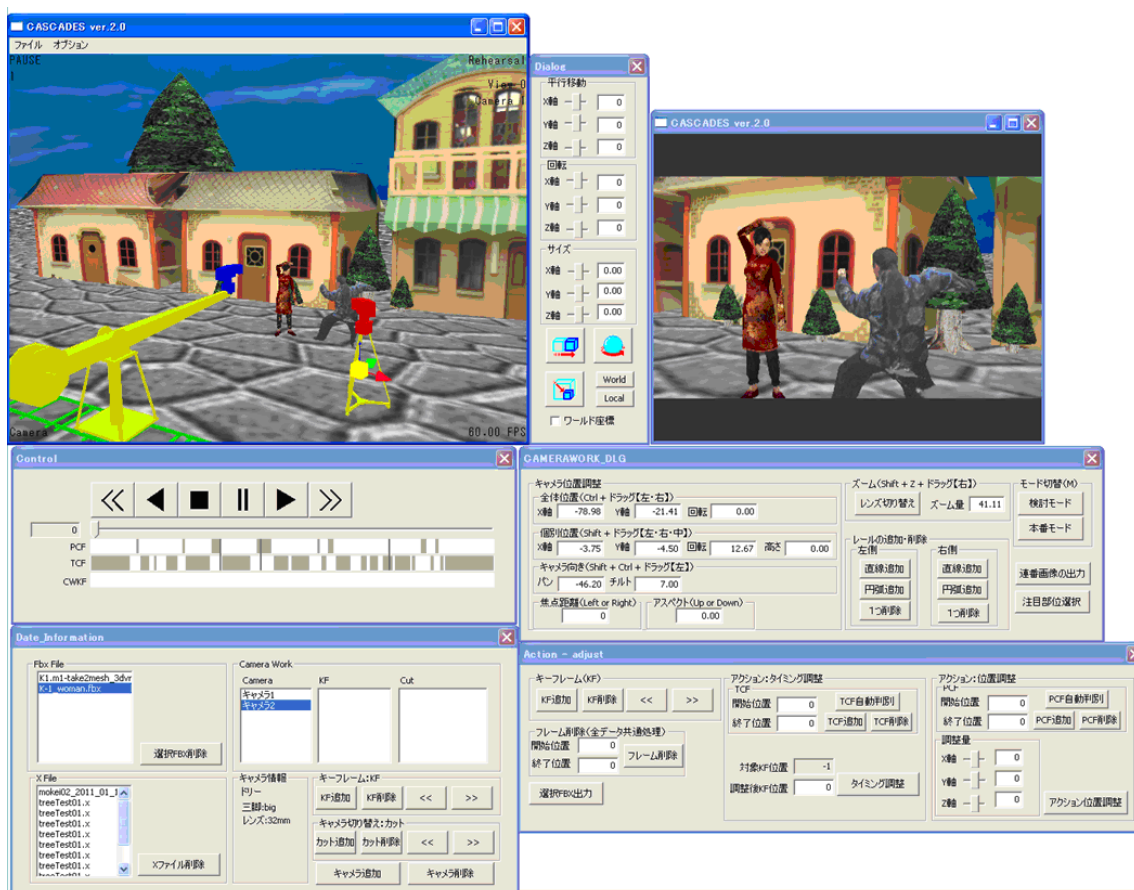 CASCADES ver.2.0
ファイル オプション
PAUSE
1
Rehearsal
View 0
Camera 1
Camera
60.00 FPS
Dialog
平行移動
X軸 0
Y軸 0
Z軸 0
回転
X軸 0
Y軸 0
Z軸 0
サイズ
X軸 0.00
Y軸 0.00
Z軸 0.00
World
Local
ワールド座標
CASCADES ver.2.0
Control
0
PCF
TCF
CWKF
CAMERAWORK_DLG
キャメラ位置調整
全体位置(Ctrl + ドラッグ【左・右】)
X軸 -78.98 Y軸 -21.41 回転 0.00
個別位置(Shift + ドラッグ【左・右・中】)
X軸 -3.75 Y軸 -4.50 回転 12.67 高さ 0.00
キャメラ向き(Shift + Ctrl + ドラッグ【左】)
パン -46.20 チルト 7.00
焦点距離(Left or Right)
0
アスペクト(Up or Down)
0.00
ズーム(Shift + Z + ドラッグ【右】)
レンズ切り替え ズーム量 41.11
レールの追加・削除
左側 右側
直線追加 直線追加
円弧追加 円弧追加
1つ削除 1つ削除
モード切替(M)
検討モード
本番モード
連番画像の出力
注目部位選択
Date_Information
Fbx File
K1.m1-take2mesh_3dvr
K-1_woman.fbx
選択FBX削除
X File
mokei02_2011_01_1
treeTest01.x
treeTest01.x
treeTest01.x
treeTest01.x
treeTest01.x
treeTest01.x
treeTest01.x
Xファイル削除
Camera Work
Camera KF Cut
キャメラ1
キャメラ2
キャメラ情報
ドリー
三脚:big
レンズ:32mm
キーフレーム:KF
KF追加 KF削除 << >>
キャメラ切り替え:カット
カット追加 カット削除 << >>
キャメラ追加 キャメラ削除
Action - adjust
キーフレーム(KF)
KF追加 KF削除 << >>
フレーム削除(全データ共通処理)
開始位置 0
終了位置 0
フレーム削除
選択FBX出力
アクション:タイミング調整
TCF
開始位置 0 TCF自動判別
終了位置 0 TCF追加 TCF削除
対象KF位置 -1
調整後KF位置 0 タイミング調整
アクション:位置調整
PCF
開始位置 0 PCF自動判別
終了位置 0 PCF追加 PCF削除
調整量
X軸 0
Y軸 0
Z軸 0
アクション位置調整